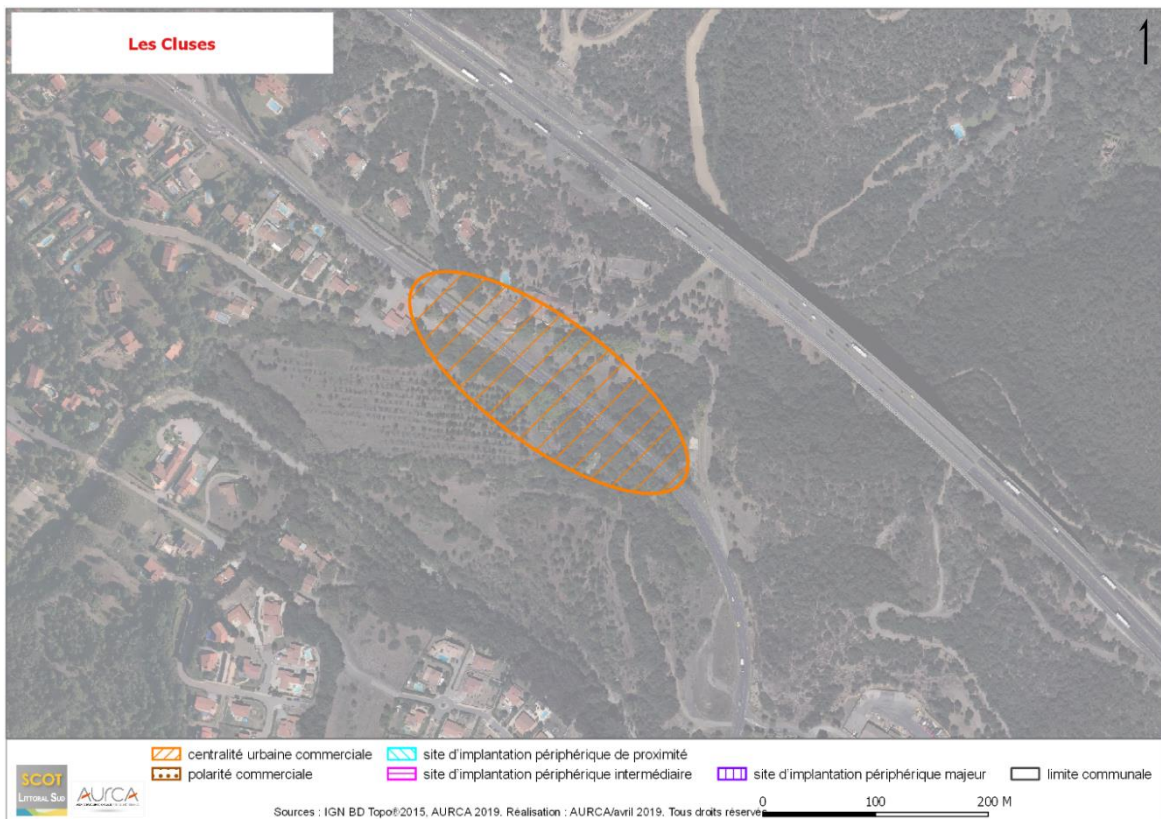 Les Cluses
centralité urbaine commerciale
site d'implantation périphérique de proximité
polarité commerciale
site d'implantation périphérique intermédiaire
site d'implantation périphérique majeur
limite communale
SCOT
LITTORAL SUD
AURCA
Sources : IGN BD Topo®2015, AURCA 2019. Réalisation : AURCA/avril 2019. Tous droits réservés
0 100 200 M